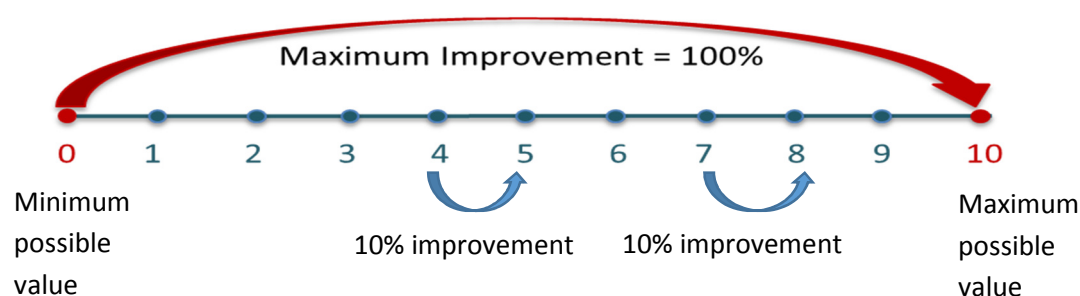 Maximum Improvement = 100%
0 1 2 3 4 5 6 7 8 9 10
Minimum
possible
value
10% improvement
10% improvement
Maximum
possible
value